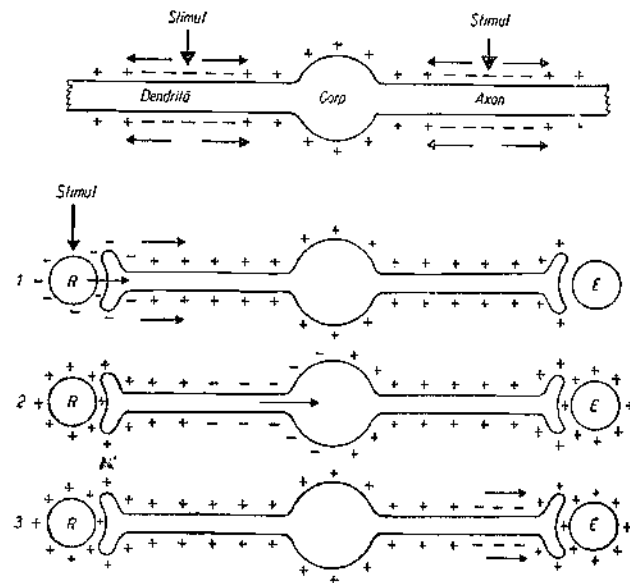 Stimul Stimul
Dendrită Corp Axon
Stimul
1 R E
2 R E
3 R E